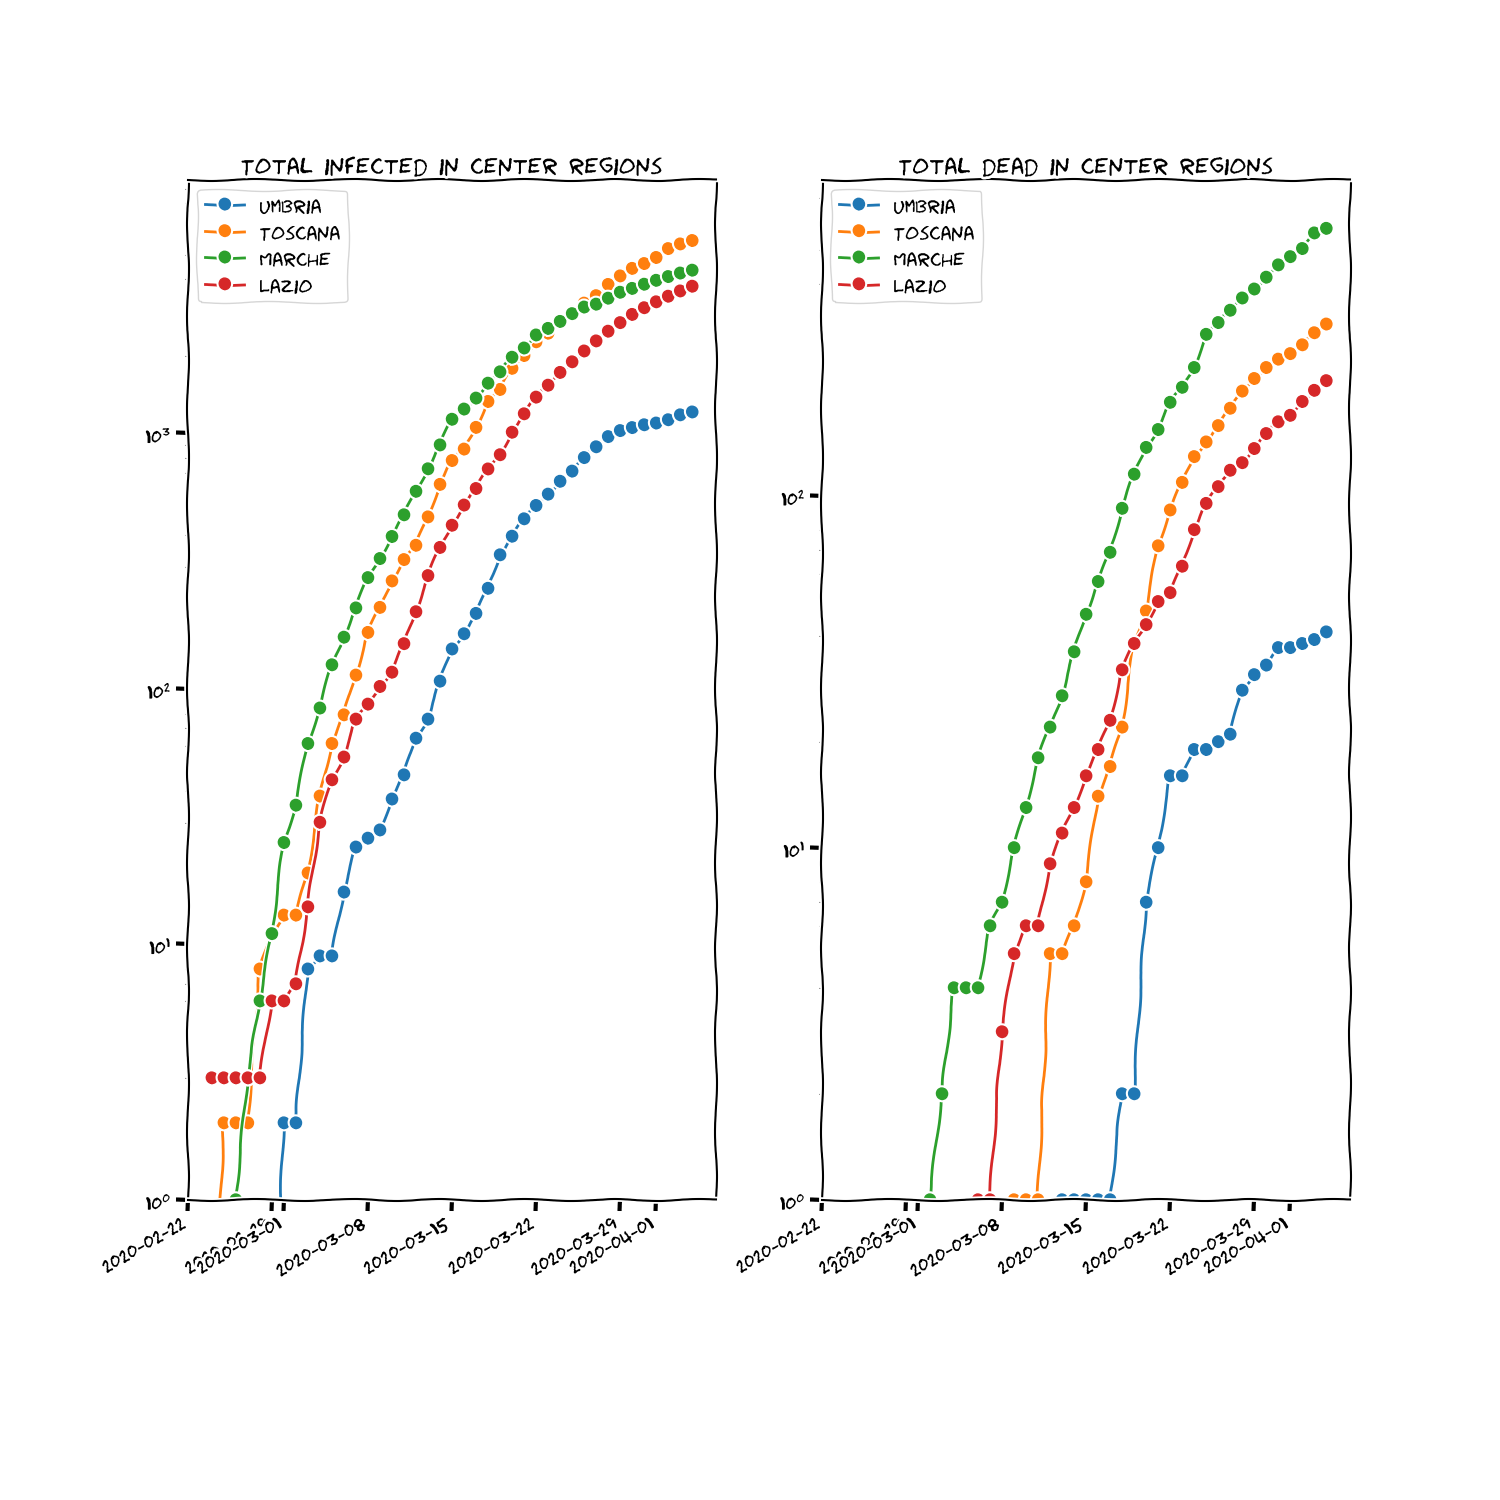 TOTAL INFECTED IN CENTER REGIONS
UMBRIA
TOSCANA
MARCHE
LAZIO
10³
10²
10¹
10⁰
2020-02-22
2020-03-01
2020-03-08
2020-03-15
2020-03-22
2020-03-29
2020-04-01
TOTAL DEAD IN CENTER REGIONS
UMBRIA
TOSCANA
MARCHE
LAZIO
10²
10¹
10⁰
2020-02-22
2020-03-01
2020-03-08
2020-03-15
2020-03-22
2020-03-29
2020-04-01